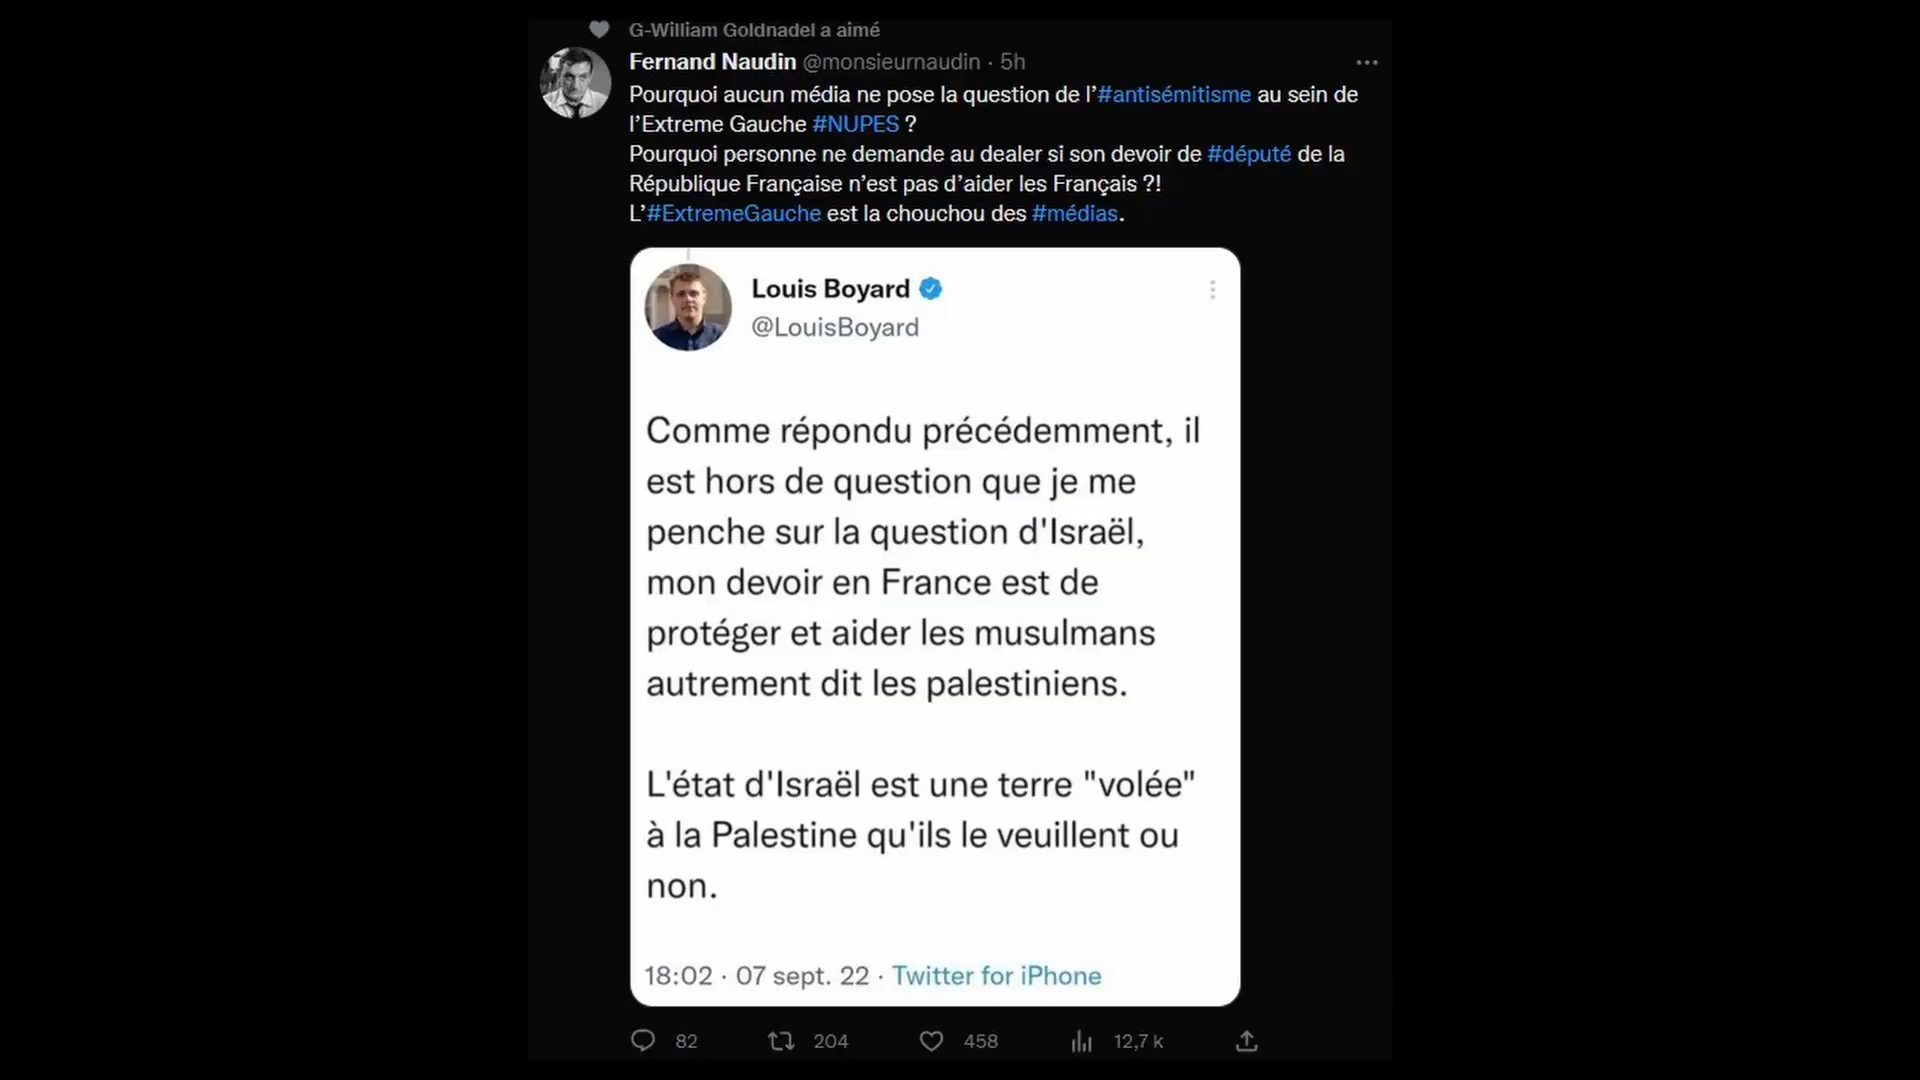 G-William Goldnadel a aimé
Fernand Naudin @monsieurnaudin · 5h
Pourquoi aucun média ne pose la question de l’#antisémitisme au sein de
l’Extreme Gauche #NUPES ?
Pourquoi personne ne demande au dealer si son devoir de #député de la
République Française n’est pas d’aider les Français ?!
L’#ExtremeGauche est la chouchou des #médias.
Louis Boyard
@LouisBoyard
Comme répondu précédemment, il
est hors de question que je me
penche sur la question d'Israël,
mon devoir en France est de
protéger et aider les musulmans
autrement dit les palestiniens.
L'état d'Israël est une terre "volée"
à la Palestine qu'ils le veuillent ou
non.
18:02 · 07 sept. 22 · Twitter for iPhone
82 204 458 12,7 k